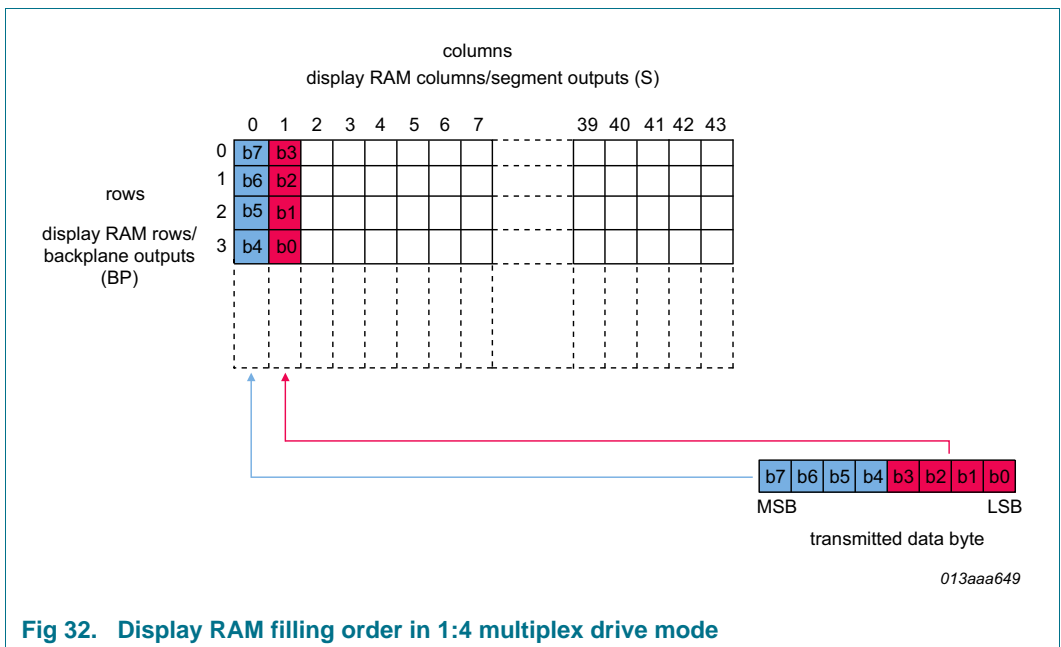 columns
display RAM columns/segment outputs (S)
0 1 2 3 4 5 6 7 39 40 41 42 43
0 b7 b3
1 b6 b2
rows
2 b5 b1
display RAM rows/
3 b4 b0
backplane outputs
(BP)
b7 b6 b5 b4 b3 b2 b1 b0
MSB LSB
transmitted data byte
013aaa649
Fig 32. Display RAM filling order in 1:4 multiplex drive mode